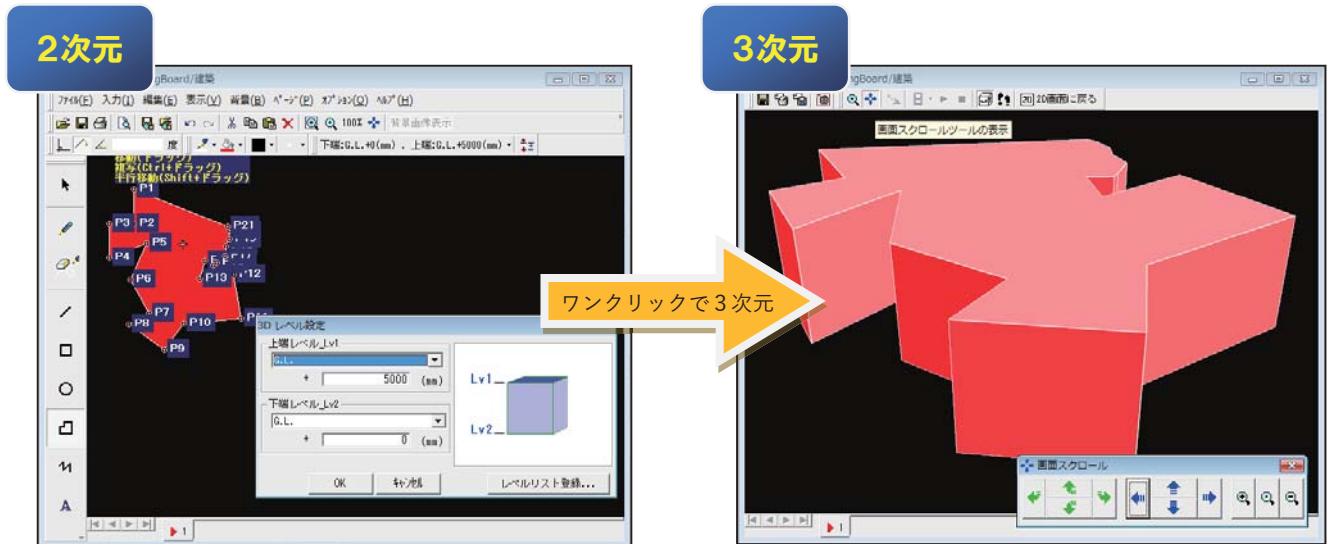 2次元
gBoard/建築
ファイル(F) 入力(I) 編集(E) 表示(V) 背景(B) ページ(P) オプション(O) ヘルプ(H)
100% 背景画像表示
度 下端:G.L.+0(mm) , 上端:G.L.+5000(mm)
移動(ドラッグ)
複写(Ctrl+ドラッグ)
平行移動(Shift+ドラッグ)
P1
P3 P2 P21
P5
P4
P6 P13 P12
P7
P8 P10
P9
3D レベル設定
上端レベル_Lv1
G.L.
+ 5000 (mm)
下端レベル_Lv2
G.L.
+ 0 (mm)
Lv1
Lv2
OK キャンセル レベルリスト登録...
A
1
ワンクリックで3次元
3次元
ngBoard/建築
2D 2D画面に戻る
画面スクロールツールの表示
画面スクロール
1